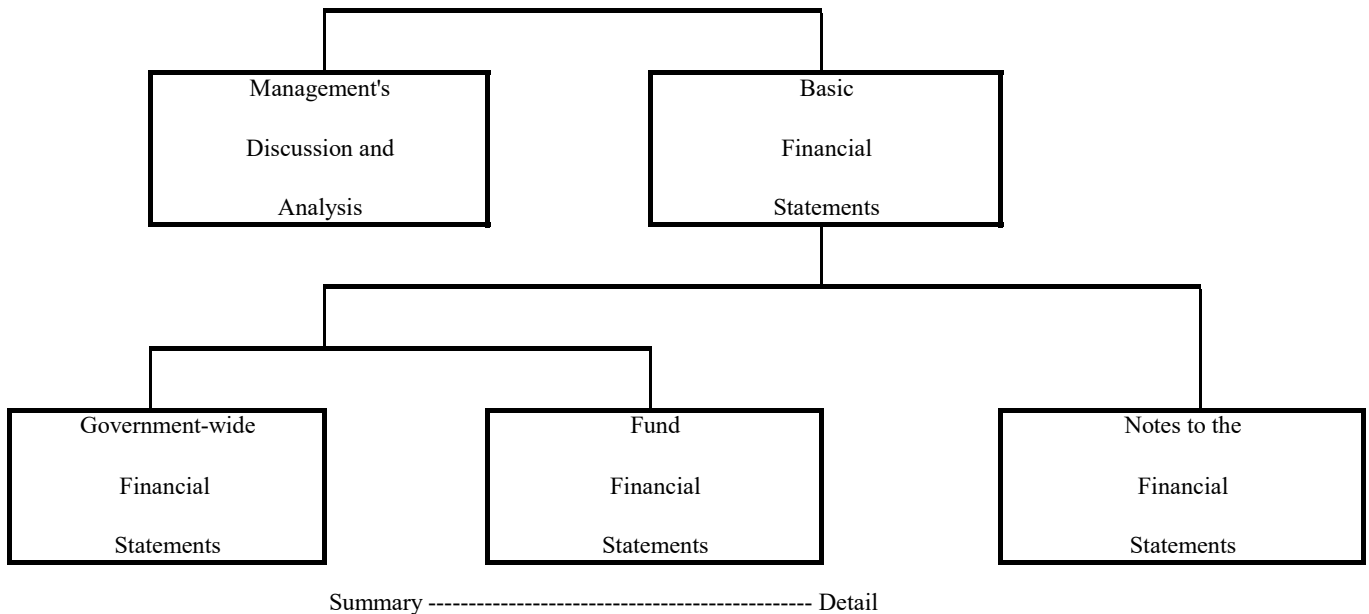 Management's
Discussion and
Analysis
Basic
Financial
Statements
Government-wide
Financial
Statements
Fund
Financial
Statements
Notes to the
Financial
Statements
Summary ----------------------------------------------- Detail